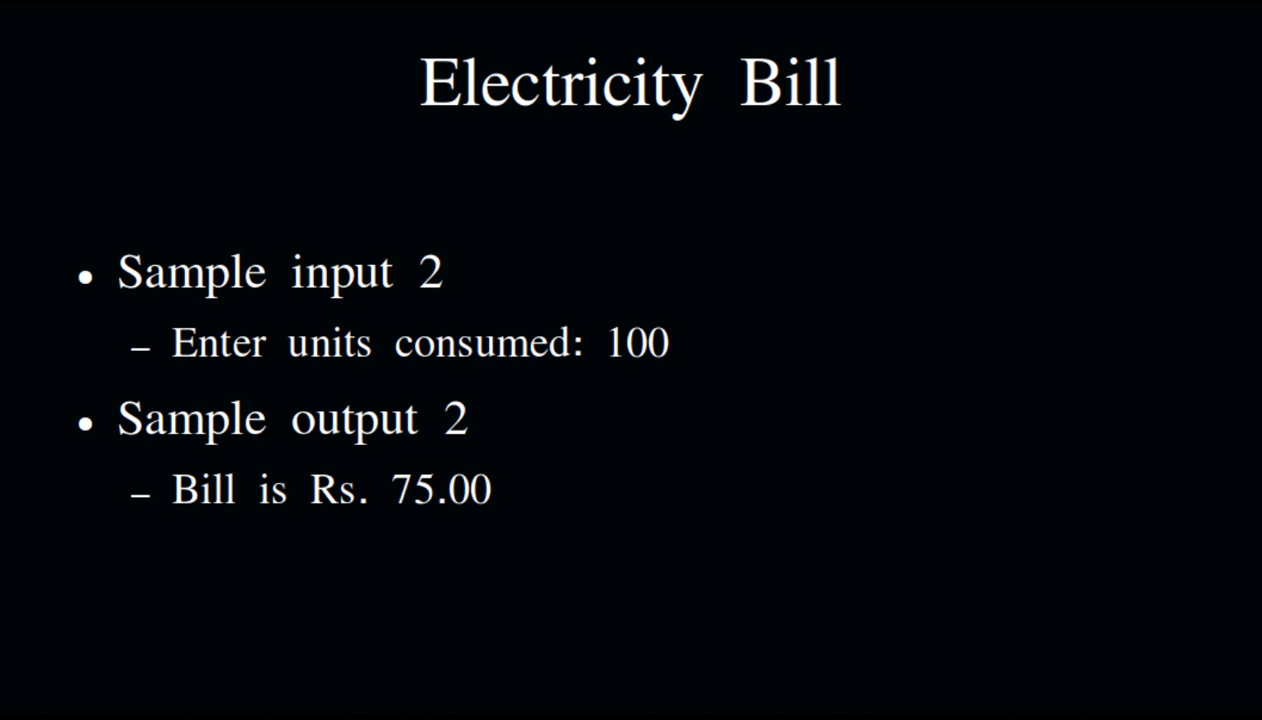 Electricity Bill
• Sample input 2
– Enter units consumed: 100
• Sample output 2
– Bill is Rs. 75.00